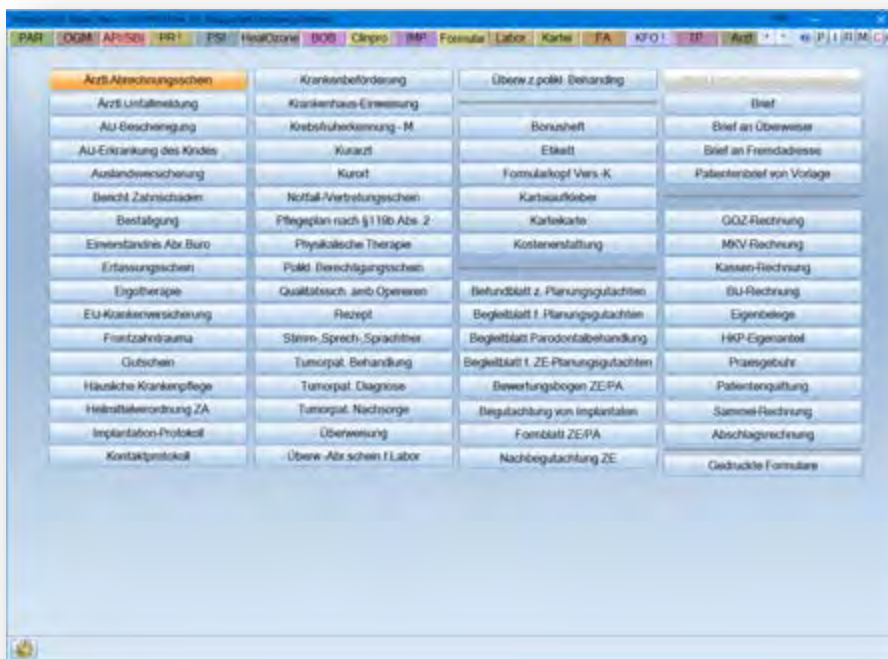 PAR OGM API/SBI PR ! PSI HealOzone BOB Clinpro IMP Formular Labor Kartei FA KFO ! TP Arzt P I R M C
Ärztl.Abrechnungsschein
Ärztl.Unfallmeldung
AU-Bescheinigung
AU-Erkrankung des Kindes
Auslandsversicherung
Bericht Zahnschäden
Bestätigung
Einverständnis Abr.Büro
Erfassungsschein
Ergotherapie
EU-Krankenversicherung
Frontzahntrauma
Gutschein
Häusliche Krankenpflege
Heilmittelverordnung ZA
Implantation-Protokoll
Kontaktprotokoll
Krankenbeförderung
Krankenhaus-Einweisung
Krebsfrüherkennung - M
Kurarzt
Kurort
Notfall-/Vertretungsschein
Pflegeplan nach §119b Abs. 2
Physikalische Therapie
Polikl. Berechtigungsschein
Qualitätssich. amb Operieren
Rezept
Stimm-,Sprech-,Sprachther.
Tumorpat. Behandlung
Tumorpat. Diagnose
Tumorpat. Nachsorge
Überweisung
Überw.-Abr.schein f.Labor
Überw.z.polikl. Behandlng
Bonusheft
Etikett
Formularkopf Vers.-K
Karteiaufkleber
Karteikarte
Kostenerstattung
Befundblatt z. Planungsgutachten
Begleitblatt f. Planungsgutachten
Begleitblatt Parodontalbehandlung
Begleitblatt f. ZE-Planungsgutachten
Bewertungsbogen ZE/PA
Begutachtung von Implantaten
Formblatt ZE/PA
Nachbegutachtung ZE
Brief
Brief an Überweiser
Brief an Fremdadresse
Patientenbrief von Vorlage
GOZ-Rechnung
MKV-Rechnung
Kassen-Rechnung
BU-Rechnung
Eigenbelege
HKP-Eigenanteil
Praxisgebühr
Patientenquittung
Sammel-Rechnung
Abschlagsrechnung
Gedruckte Formulare